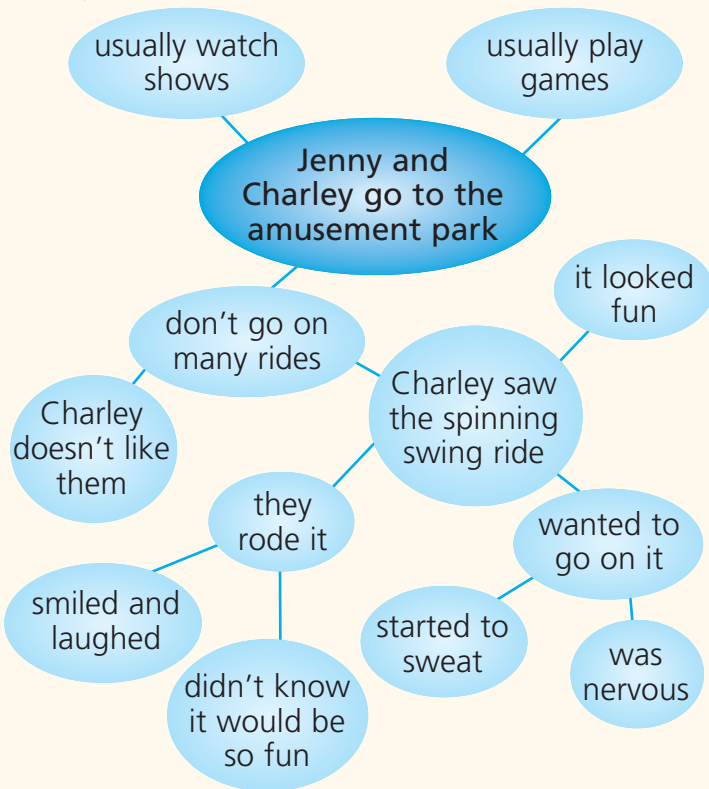 usually watch
shows
usually play
games
Jenny and
Charley go to the
amusement park
it looked
fun
don't go on
many rides
Charley saw
the spinning
swing ride
Charley
doesn't like
them
they
rode it
wanted to
go on it
smiled and
laughed
started to
sweat
was
nervous
didn't know
it would be
so fun